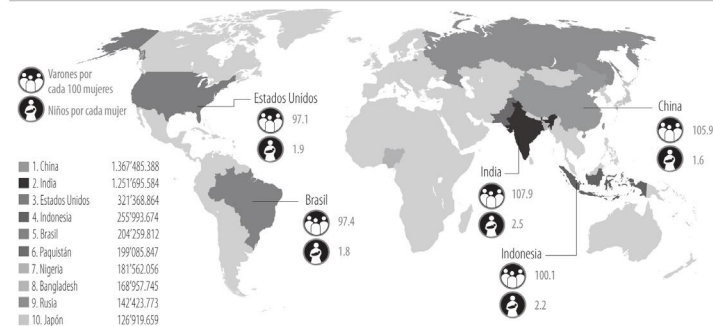 Varones por
cada 100 mujeres
Niños por cada mujer
Estados Unidos
97.1
1.9
China
105.9
1.6
India
107.9
2.5
Brasil
97.4
1.8
Indonesia
100.1
2.2
1. China 1.367'485.388
2. India 1.251'695.584
3. Estados Unidos 321'368.864
4. Indonesia 255'993.674
5. Brasil 204'259.812
6. Paquistán 199'085.847
7. Nigeria 181'562.056
8. Bangladesh 168'957.745
9. Rusia 142'423.773
10. Japón 126'919.659